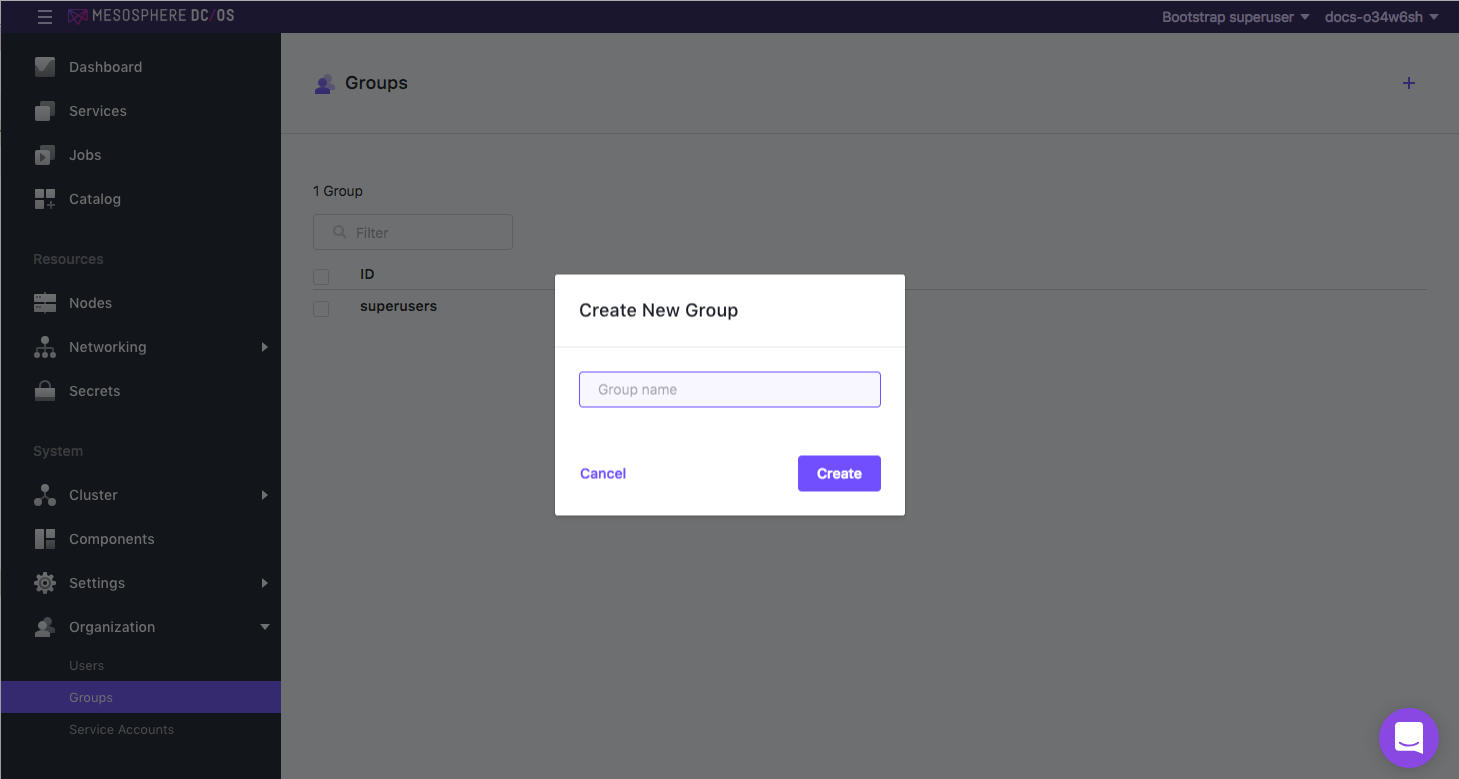 MESOSPHERE DC/OS
Bootstrap superuser
docs-o34w6sh
Dashboard
Services
Jobs
Catalog
Resources
Nodes
Networking
Secrets
System
Cluster
Components
Settings
Organization
Users
Groups
Service Accounts
Groups
1 Group
Filter
ID
superusers
Create New Group
Group name
Cancel
Create